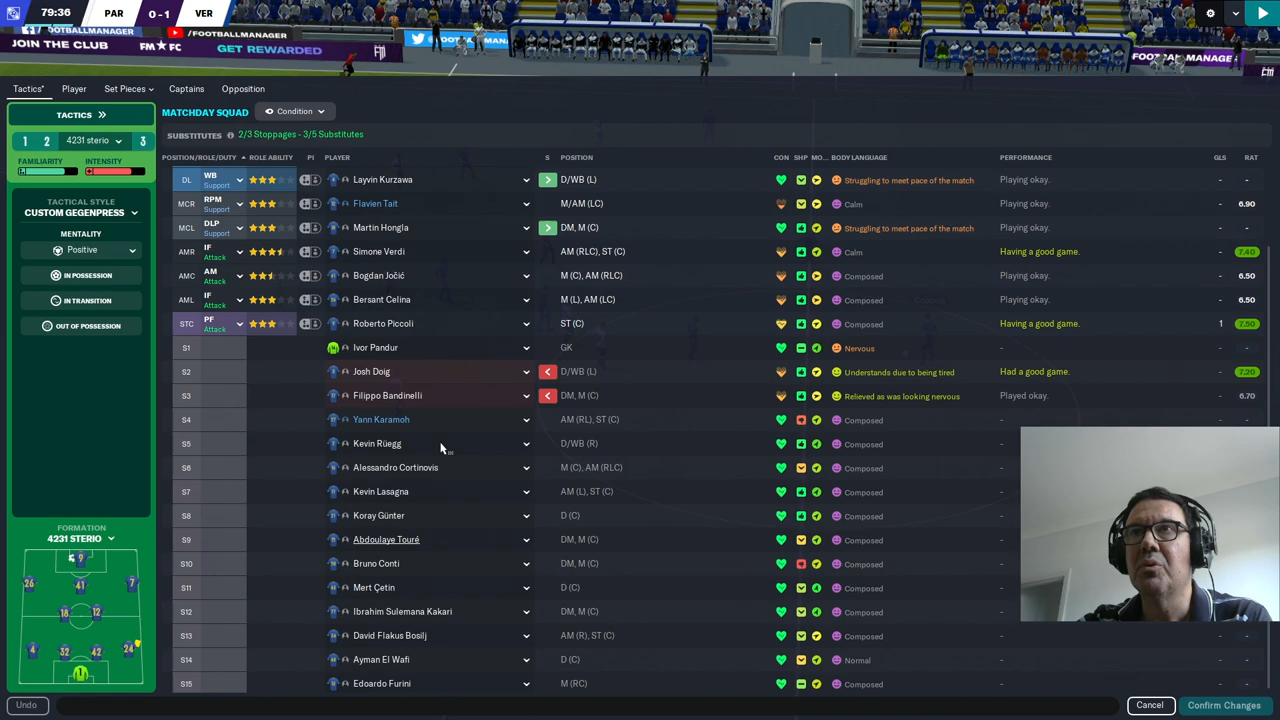 79:36 PAR 0 - 1 VER
/FOOTBALLMANAGER
JOIN THE CLUB FM★FC GET REWARDED
FOOTBALLMANAGER
Tactics* Player Set Pieces Captains Opposition
TACTICS
1 2 4231 sterio 3
FAMILIARITY INTENSITY
TACTICAL STYLE
CUSTOM GEGENPRESS
MENTALITY
Positive
IN POSSESSION
IN TRANSITION
OUT OF POSSESSION
FORMATION
4231 STERIO
9
26 41 7
18 12
4 32 42 24
1
MATCHDAY SQUAD Condition
SUBSTITUTES 2/3 Stoppages - 3/5 Substitutes
POSITION/ROLE/DUTY ROLE ABILITY PI PLAYER S POSITION CON SHP MO... BODY LANGUAGE PERFORMANCE GLS RAT
DL WB Support Layvin Kurzawa D/WB (L) Struggling to meet pace of the match Playing okay. - -
MCR RPM Support Flavien Tait M/AM (LC) Calm Playing okay. - 6.90
MCL DLP Support Martin Hongla DM, M (C) Struggling to meet pace of the match Playing okay. - -
AMR IF Attack Simone Verdi AM (RLC), ST (C) Calm Having a good game. - 7.40
AMC AM Attack Bogdan Jočić M (C), AM (RLC) Composed Playing okay. - 6.50
AML IF Attack Bersant Celina M (L), AM (LC) Composed Playing okay. - 6.50
STC PF Attack Roberto Piccoli ST (C) Composed Having a good game. 1 7.50
S1 Ivor Pandur GK Nervous - - -
S2 Josh Doig D/WB (L) Understands due to being tired Had a good game. - 7.20
S3 Filippo Bandinelli DM, M (C) Relieved as was looking nervous Played okay. - 6.70
S4 Yann Karamoh AM (RL), ST (C) Composed - - -
S5 Kevin Rüegg D/WB (R) Composed -
S6 Alessandro Cortinovis M (C), AM (RLC) Composed -
S7 Kevin Lasagna AM (L), ST (C) Composed -
S8 Koray Günter D (C) Composed -
S9 Abdoulaye Touré DM, M (C) Composed -
S10 Bruno Conti DM, M (C) Composed -
S11 Mert Çetin D (C) Composed -
S12 Ibrahim Sulemana Kakari DM, M (C) Composed -
S13 David Flakus Bosilj AM (R), ST (C) Composed - - -
S14 Ayman El Wafi D (C) Normal - - -
S15 Edoardo Furini M (RC) Composed - - -
Undo Cancel Confirm Changes